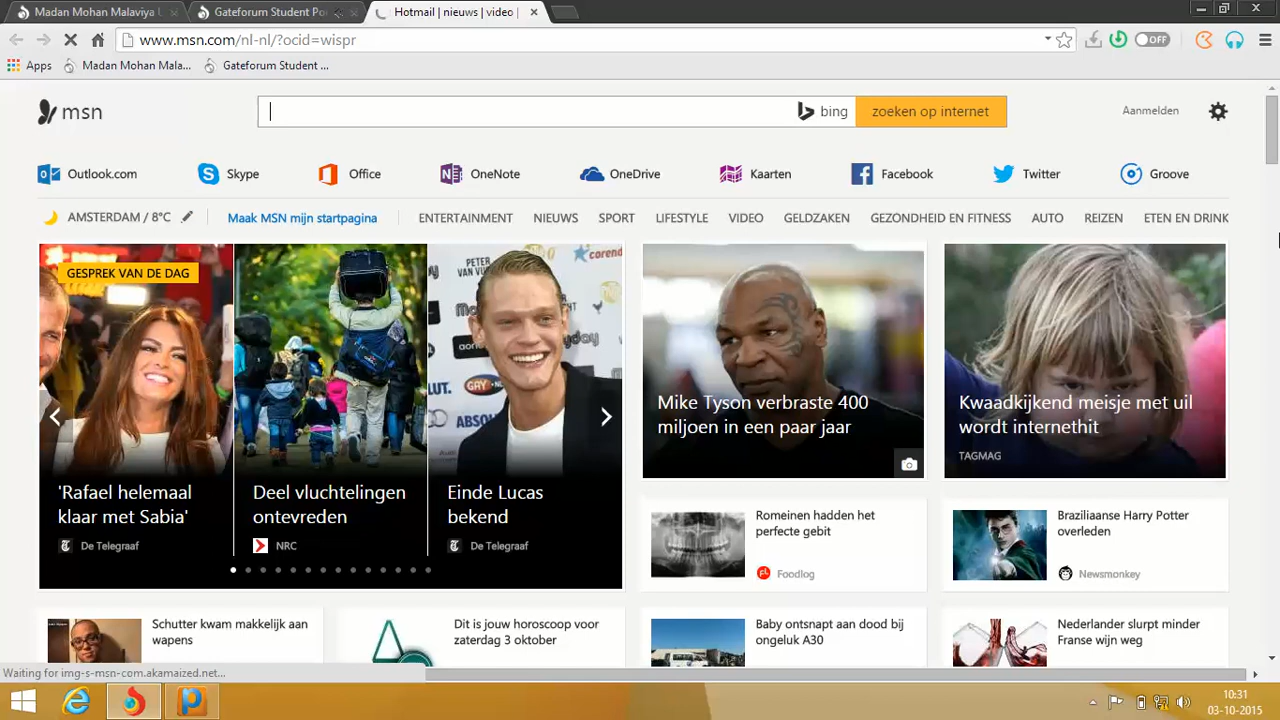 Madan Mohan Malaviya U
Gateforum Student Po
Hotmail | nieuws | video |
www.msn.com/nl-nl/?ocid=wispr
OFF
Apps
Madan Mohan Mala...
Gateforum Student ...
msn
bing
zoeken op internet
Aanmelden
Outlook.com
Skype
Office
OneNote
OneDrive
Kaarten
Facebook
Twitter
Groove
AMSTERDAM / 8°C
Maak MSN mijn startpagina
ENTERTAINMENT
NIEUWS
SPORT
LIFESTYLE
VIDEO
GELDZAKEN
GEZONDHEID EN FITNESS
AUTO
REIZEN
ETEN EN DRINK
GESPREK VAN DE DAG
'Rafael helemaal
klaar met Sabia'
De Telegraaf
Deel vluchtelingen
ontevreden
NRC
PETER
VAN VU
corend
LUT.
GAY
ABSOL
Einde Lucas
bekend
De Telegraaf
Mike Tyson verbraste 400
miljoen in een paar jaar
Kwaadkijkend meisje met uil
wordt internethit
TAGMAG
Romeinen hadden het
perfecte gebit
Foodlog
Braziliaanse Harry Potter
overleden
Newsmonkey
Schutter kwam makkelijk aan
wapens
Dit is jouw horoscoop voor
zaterdag 3 oktober
Baby ontsnapt aan dood bij
ongeluk A30
Nederlander slurpt minder
Franse wijn weg
Waiting for img-s-msn-com.akamaized.net...
10:31
03-10-2015